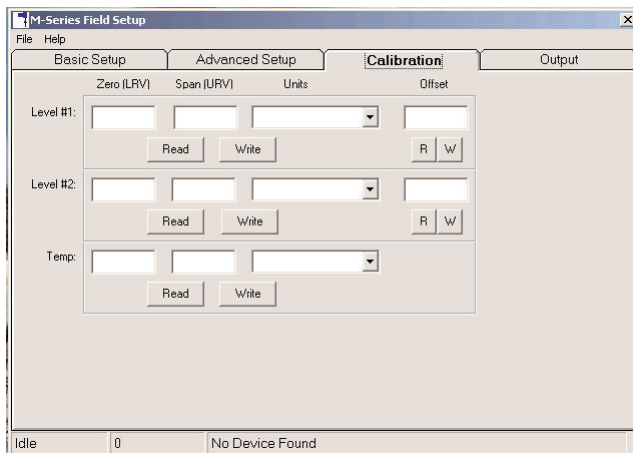 M-Series Field Setup
File Help
Basic Setup Advanced Setup Calibration Output
Zero (LRV) Span (URV) Units Offset
Level #1:
Read Write R W
Level #2:
Read Write R W
Temp:
Read Write
Idle 0 No Device Found